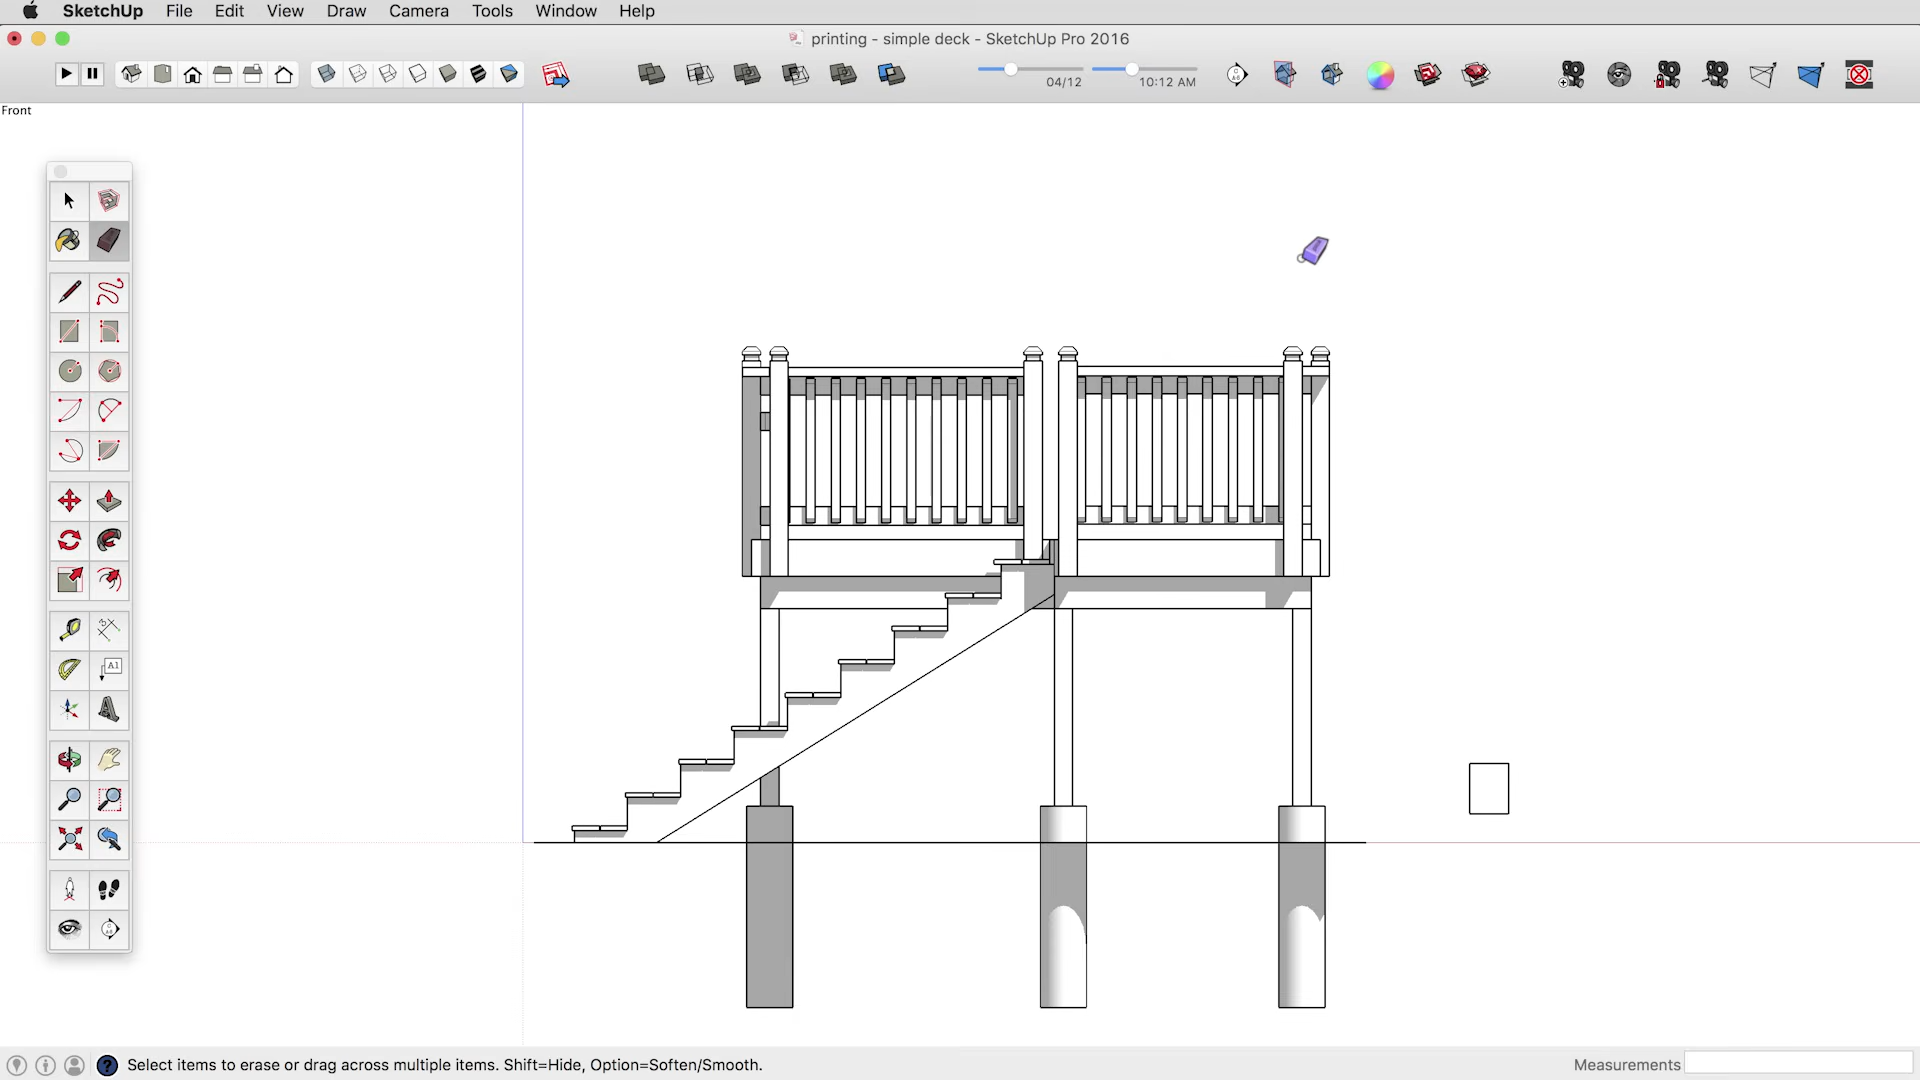 SketchUp File Edit View Draw Camera Tools Window Help
printing - simple deck - SketchUp Pro 2016
04/12 10:12 AM
Front
A1
Select items to erase or drag across multiple items. Shift=Hide, Option=Soften/Smooth.
Measurements